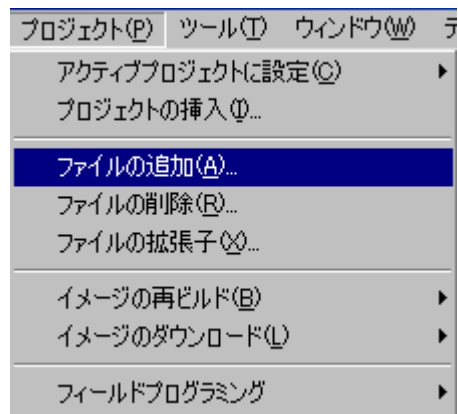 プロジェクト(P) ツール(T) ウィンドウ(W)
アクティブプロジェクトに設定(C)
プロジェクトの挿入(I)...
ファイルの追加(A)...
ファイルの削除(R)...
ファイルの拡張子(X)...
イメージの再ビルド(B)
イメージのダウンロード(L)
フィールドプログラミング